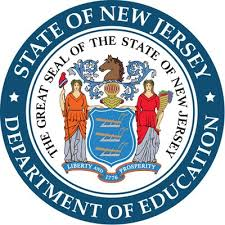 STATE OF NEW JERSEY
THE GREAT SEAL OF THE STATE OF NEW JERSEY
LIBERTY AND PROSPERITY
1776
DEPARTMENT OF EDUCATION